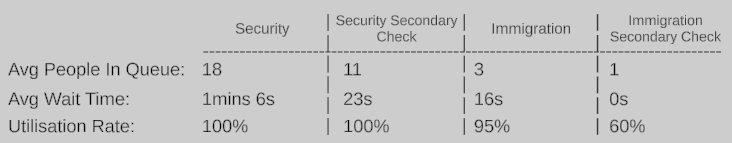 Security | Security Secondary Check | Immigration | Immigration Secondary Check
Avg People In Queue: 18 | 11 | 3 | 1
Avg Wait Time: 1mins 6s | 23s | 16s | 0s
Utilisation Rate: 100% | 100% | 95% | 60%